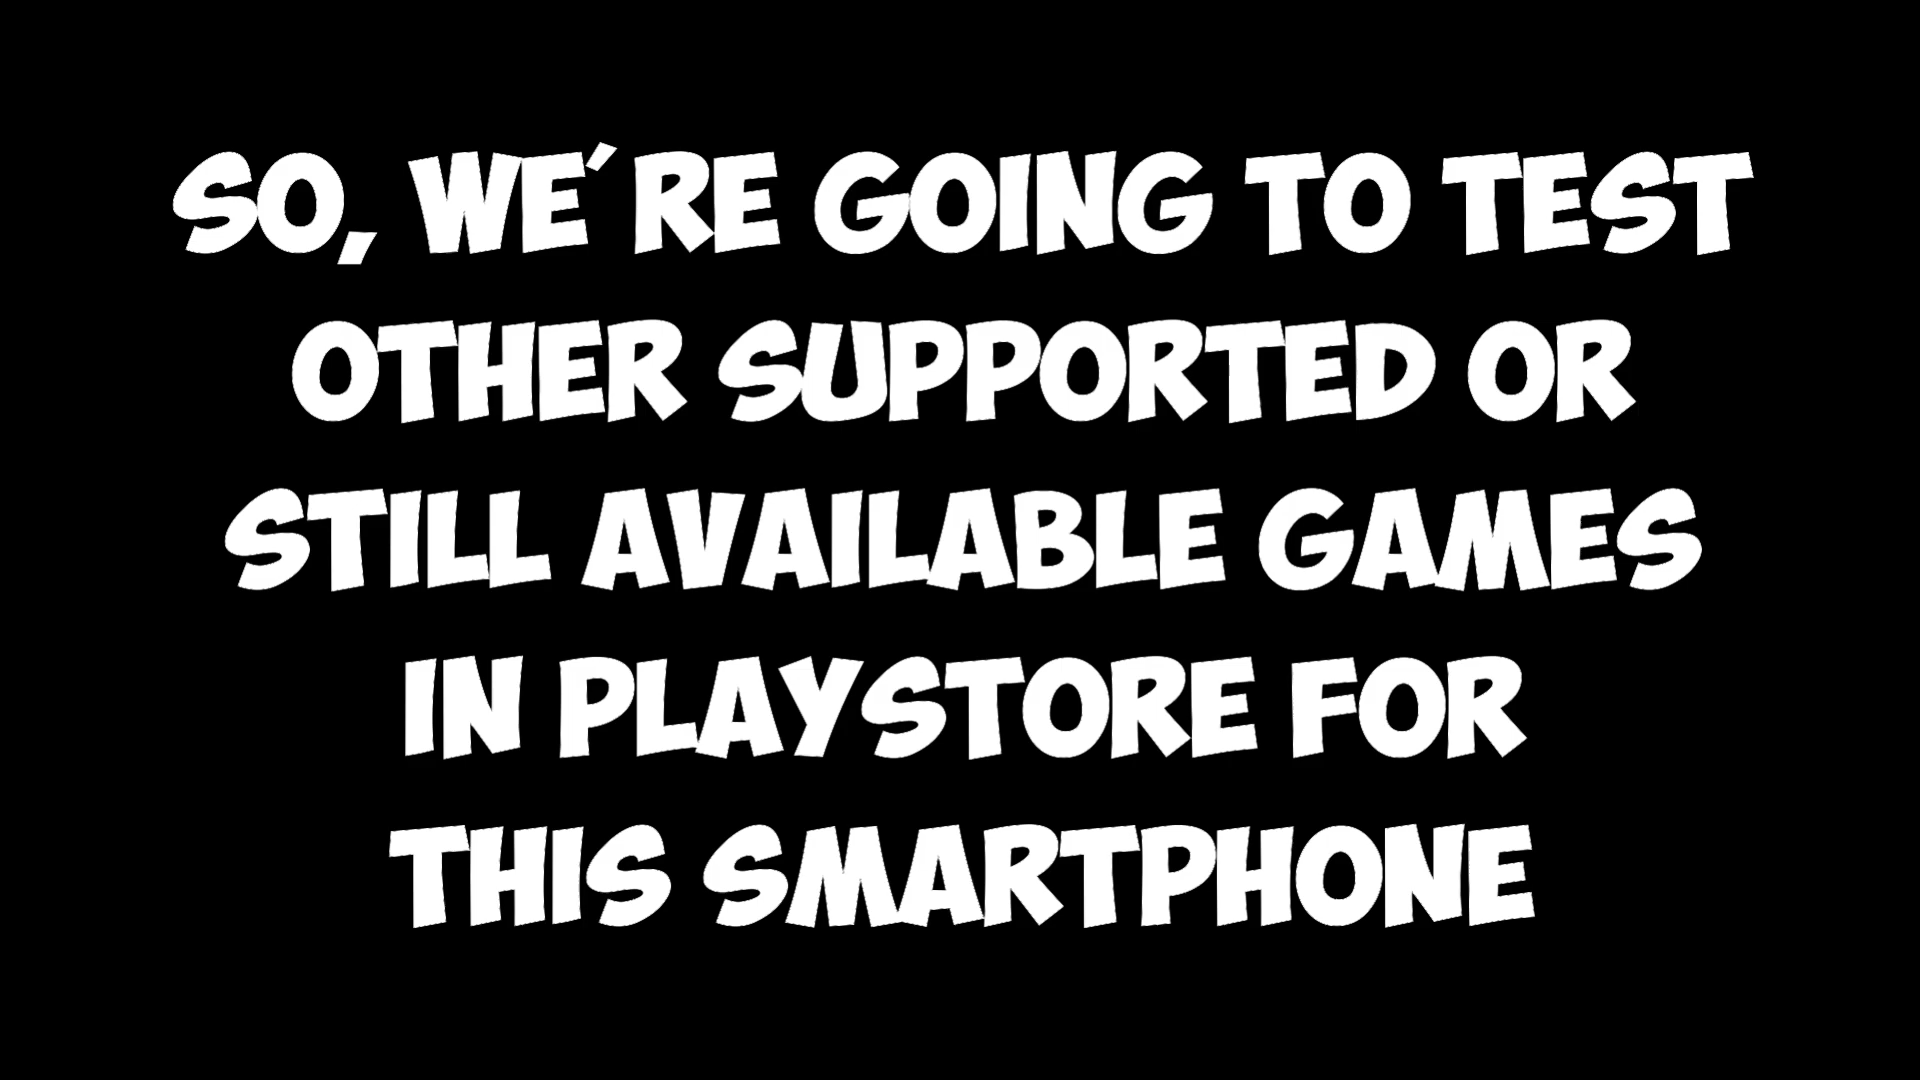 SO, WE'RE GOING TO TEST
OTHER SUPPORTED OR
STILL AVAILABLE GAMES
IN PLAYSTORE FOR
THIS SMARTPHONE